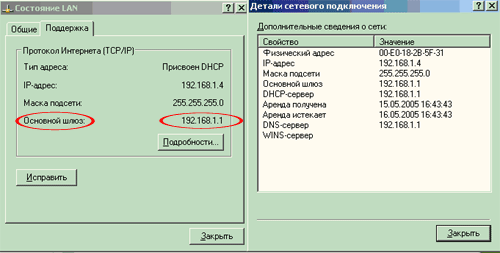 Состояние LAN
Общие Поддержка
Протокол Интернета (TCP/IP)
Тип адреса: Присвоен DHCP
IP-адрес: 192.168.1.4
Маска подсети: 255.255.255.0
Основной шлюз: 192.168.1.1
Подробности...
Исправить
Закрыть
Детали сетевого подключения
Дополнительные сведения о сети:
Свойство Значение
Физический адрес 00-E0-18-2B-5F-31
IP-адрес 192.168.1.4
Маска подсети 255.255.255.0
Основной шлюз 192.168.1.1
DHCP-сервер 192.168.1.1
Аренда получена 15.05.2005 16:43:43
Аренда истекает 16.05.2005 16:43:43
DNS-сервер 192.168.1.1
WINS-сервер
Закрыть